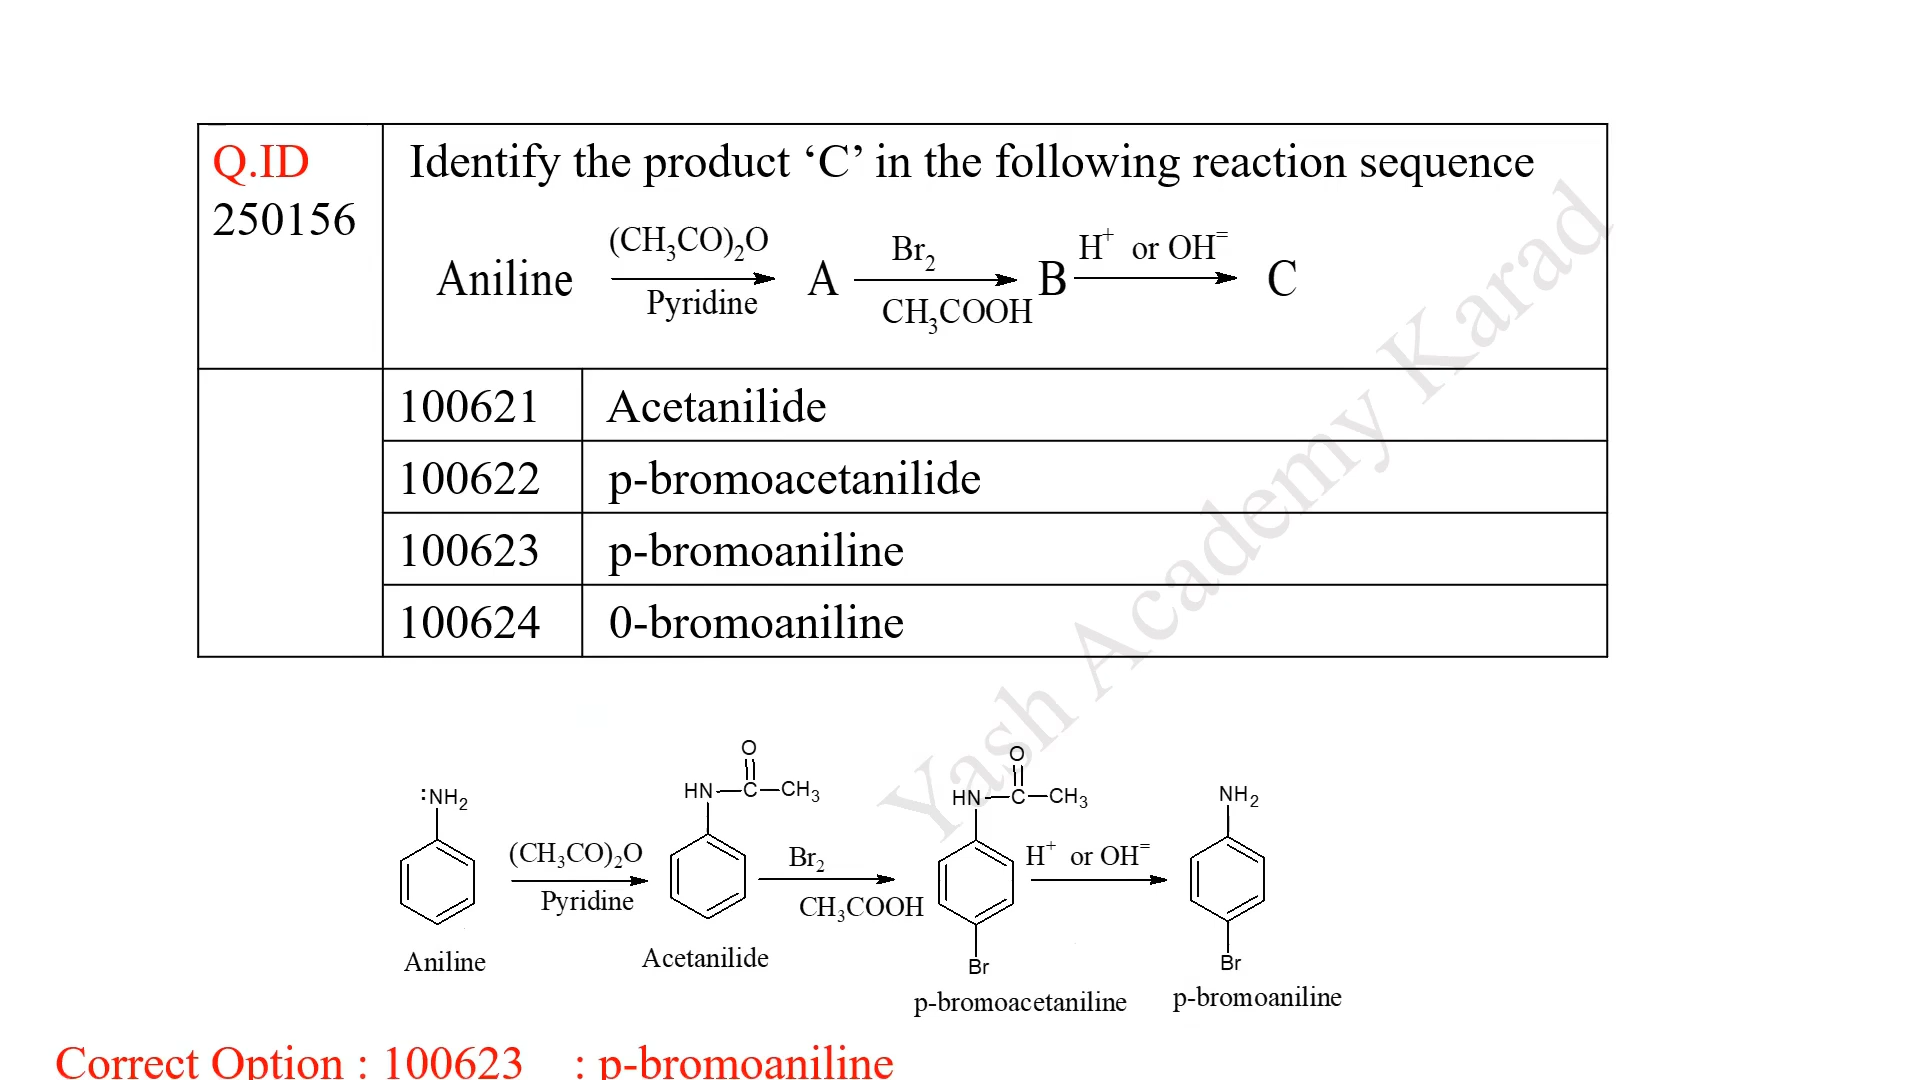 Q.ID
250156
Identify the product ‘C’ in the following reaction sequence
(CH3CO)2O
Br2
H+ or OH=
Aniline
A
B
C
Pyridine
CH3COOH
100621 Acetanilide
100622 p-bromoacetanilide
100623 p-bromoaniline
100624 0-bromoaniline
Yash Academy Karad
O
O
:NH2
HN C CH3
HN C CH3
NH2
(CH3CO)2O
Br2
H+ or OH=
Pyridine
CH3COOH
Br
Br
Aniline
Acetanilide
p-bromoacetaniline
p-bromoaniline
Correct Option : 100623 : p-bromoaniline